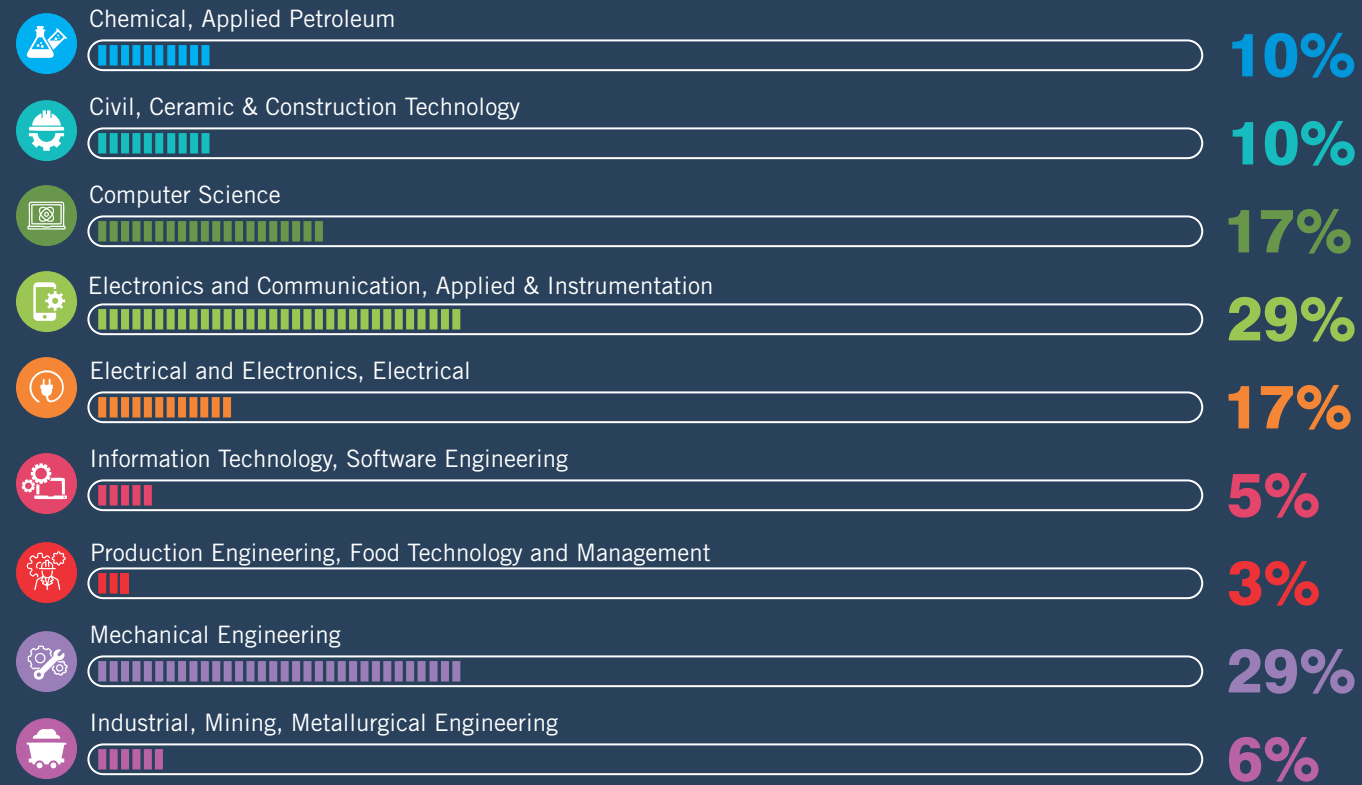 Chemical, Applied Petroleum
10%
Civil, Ceramic & Construction Technology
10%
Computer Science
17%
Electronics and Communication, Applied & Instrumentation
29%
Electrical and Electronics, Electrical
17%
Information Technology, Software Engineering
5%
Production Engineering, Food Technology and Management
3%
Mechanical Engineering
29%
Industrial, Mining, Metallurgical Engineering
6%